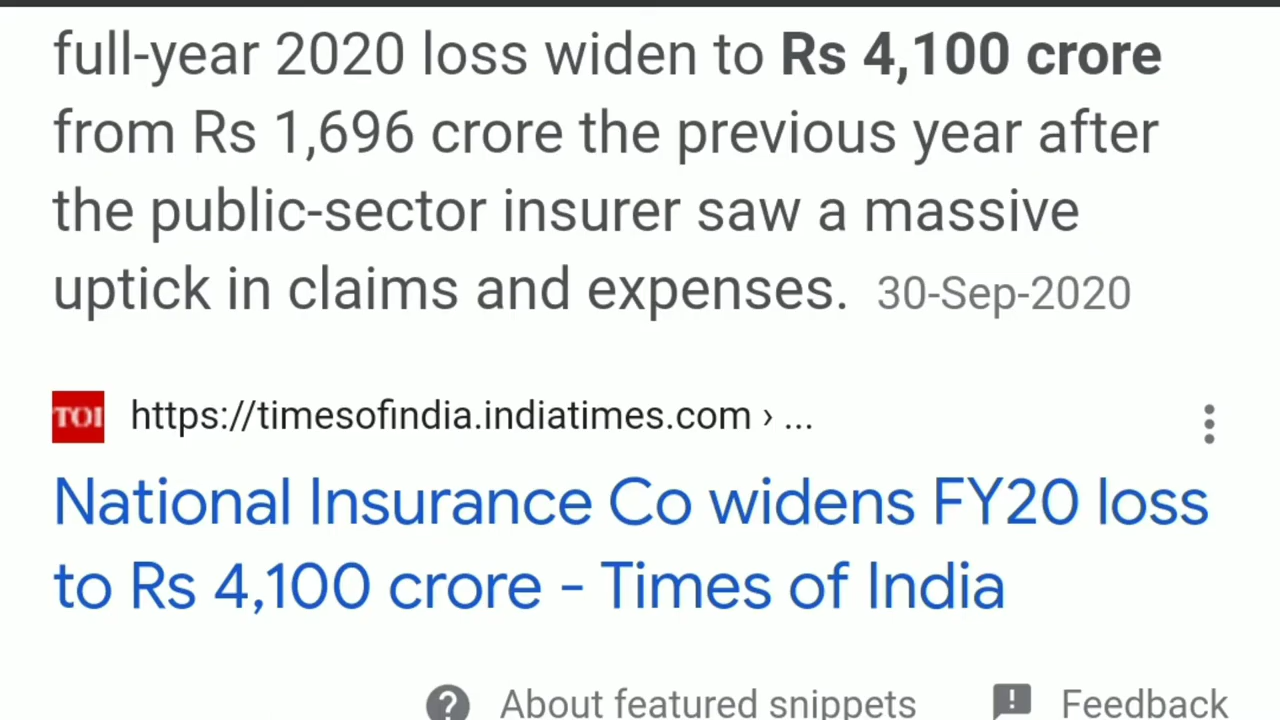 full-year 2020 loss widen to Rs 4,100 crore
from Rs 1,696 crore the previous year after
the public-sector insurer saw a massive
uptick in claims and expenses. 30-Sep-2020
TOI https://timesofindia.indiatimes.com › ...
National Insurance Co widens FY20 loss
to Rs 4,100 crore - Times of India
? About featured snippets ! Feedback